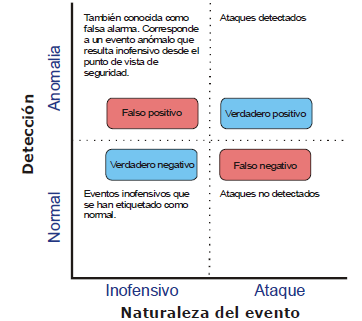 También conocida como
falsa alarma. Corresponde
a un evento anómalo que
resulta inofensivo desde el
punto de vista de
seguridad.
Ataques detectados
Falso positivo
Verdadero positivo
Verdadero negativo
Falso negativo
Eventos inofensivos que
se han etiquetado como
normal.
Ataques no detectados
Detección
Anomalia
Normal
Inofensivo
Ataque
Naturaleza del evento